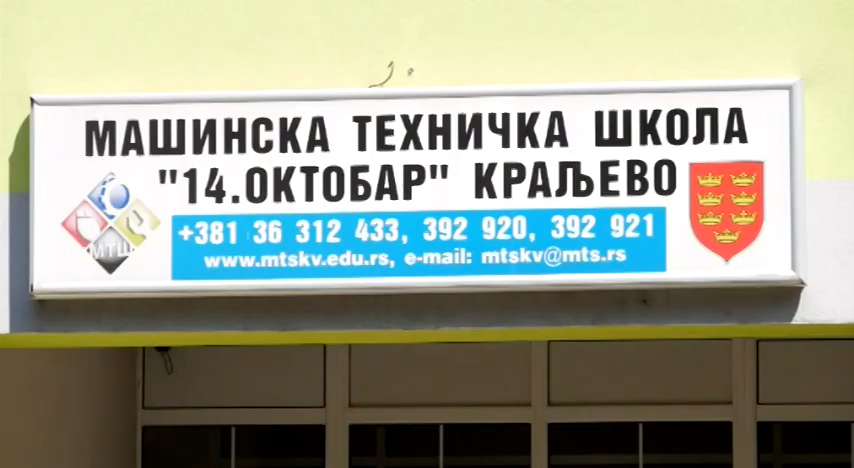 МАШИНСКА ТЕХНИЧКА ШКОЛА
"14.ОКТОБАР" КРАЉЕВО
+381 36 312 433, 392 920, 392 921
www.mtskv.edu.rs, e-mail: mtskv@mts.rs
МТШ